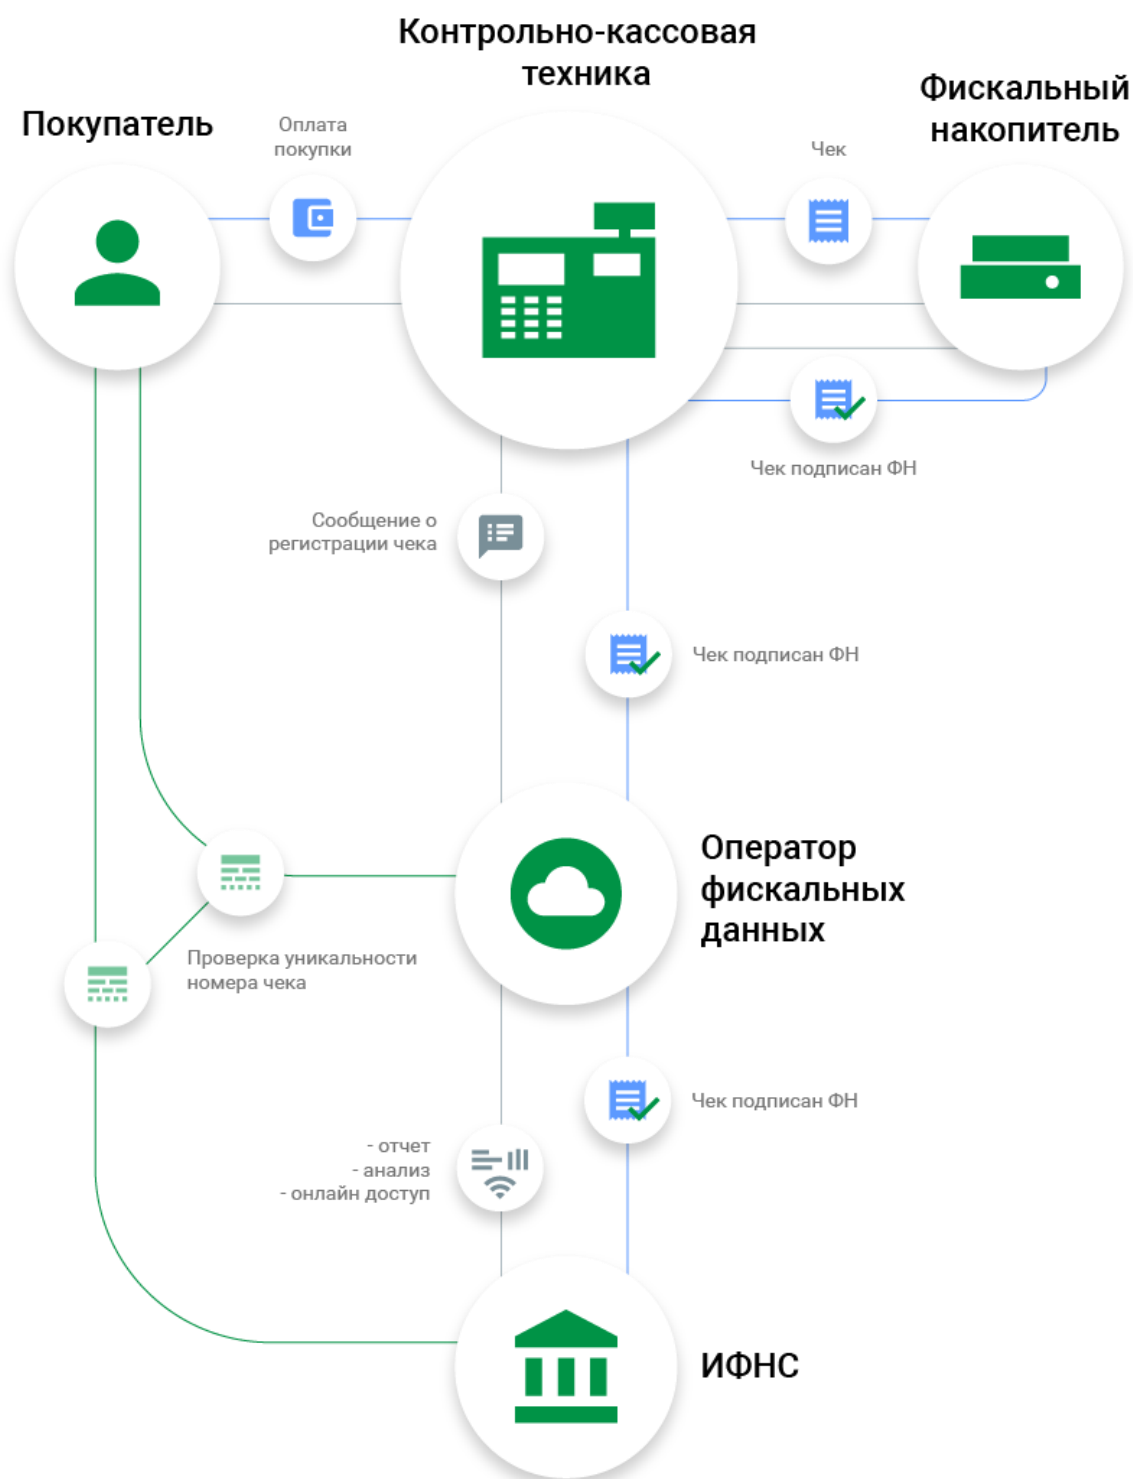 Контрольно-кассовая
техника
Фискальный
накопитель
Покупатель
Оплата
покупки
Чек
Чек подписан ФН
Сообщение о
регистрации чека
Чек подписан ФН
Оператор
фискальных
данных
Проверка уникальности
номера чека
Чек подписан ФН
- отчет
- анализ
- онлайн доступ
ИФНС